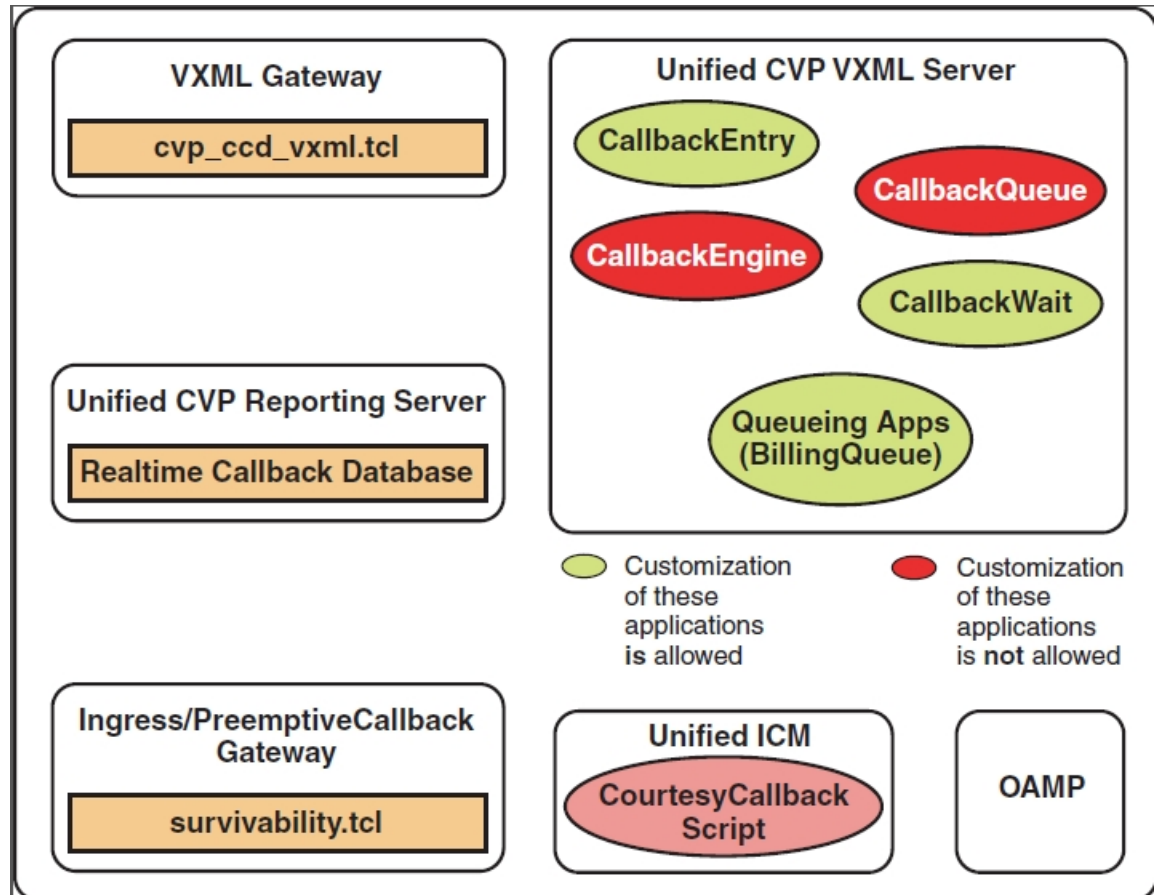 VXML Gateway
cvp_ccd_vxml.tcl
Unified CVP VXML Server
CallbackEntry
CallbackQueue
CallbackEngine
CallbackWait
Queueing Apps
(BillingQueue)
Unified CVP Reporting Server
Realtime Callback Database
Customization
of these
applications
is allowed
Customization
of these
applications
is not allowed
Ingress/PreemptiveCallback
Gateway
survivability.tcl
Unified ICM
CourtesyCallback
Script
OAMP